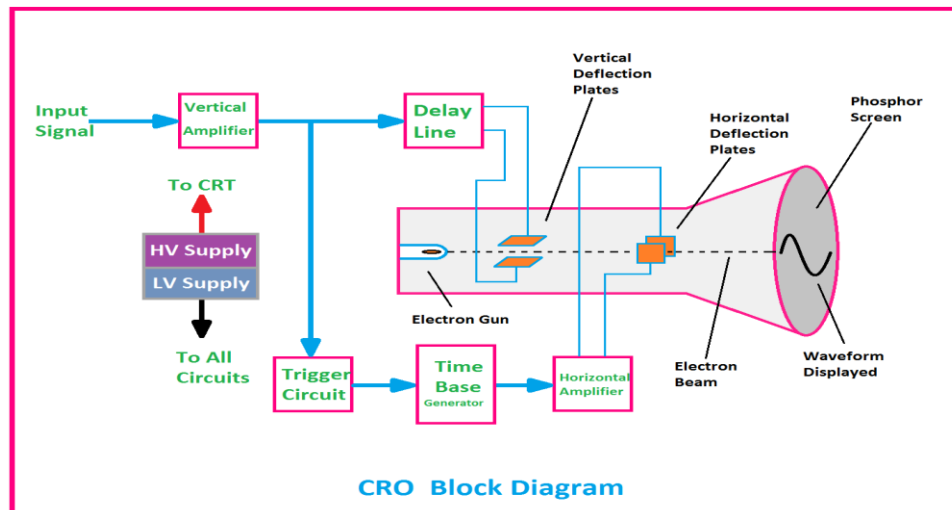 Vertical
Deflection
Plates
Phosphor
Screen
Input
Signal
Vertical
Amplifier
Delay
Line
Horizontal
Deflection
Plates
To CRT
HV Supply
LV Supply
Electron Gun
To All
Circuits
Trigger
Circuit
Time
Base
Generator
Horizontal
Amplifier
Electron
Beam
Waveform
Displayed
CRO Block Diagram